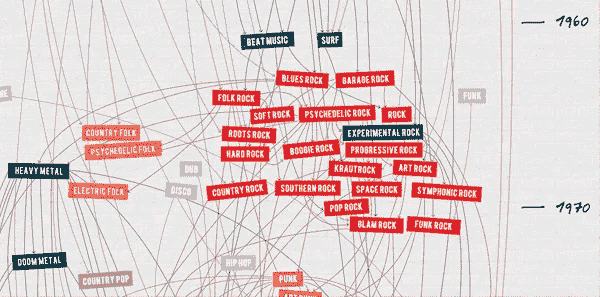 1960
BEAT MUSIC
SURF
BLUES ROCK
GARAGE ROCK
FOLK ROCK
FUNK
SOFT ROCK
PSYCHEDELIC ROCK
ROCK
COUNTRY FOLK
ROOTS ROCK
EXPERIMENTAL ROCK
PSYCHEDELIC FOLK
HARD ROCK
BOOGIE ROCK
PROGRESSIVE ROCK
HEAVY METAL
DUB
KRAUTROCK
ART ROCK
ELECTRIC FOLK
DISCO
COUNTRY ROCK
SOUTHERN ROCK
SPACE ROCK
SYMPHONIC ROCK
POP ROCK
1970
GLAM ROCK
FUNK ROCK
DOOM METAL
HIP HOP
COUNTRY POP
PUNK